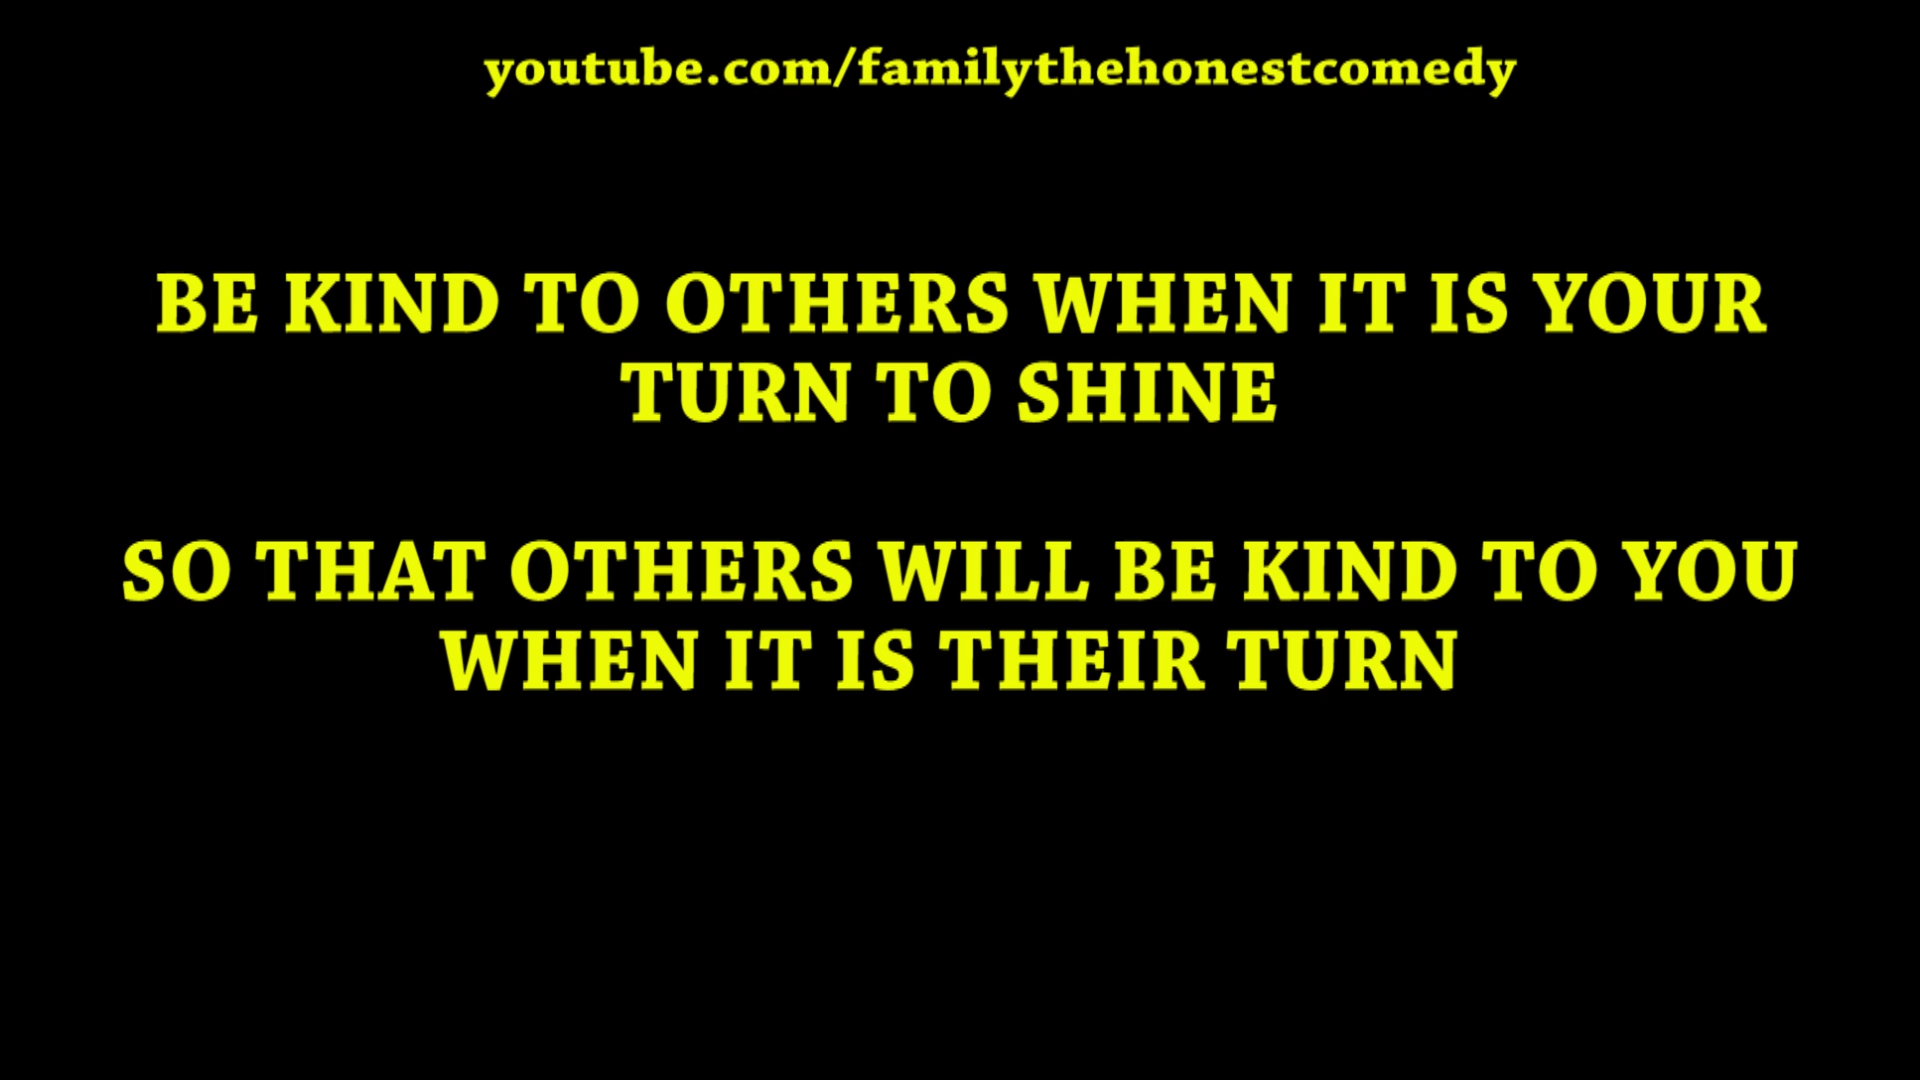 youtube.com/familythehonestcomedy
BE KIND TO OTHERS WHEN IT IS YOUR
TURN TO SHINE
SO THAT OTHERS WILL BE KIND TO YOU
WHEN IT IS THEIR TURN